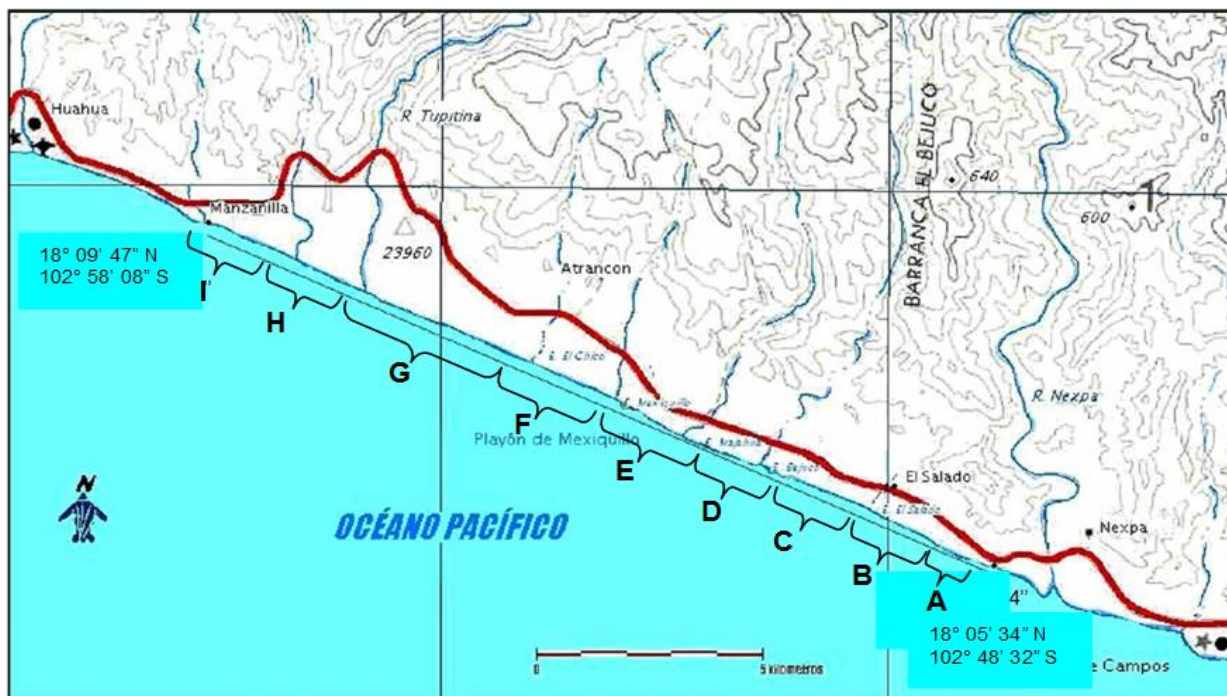 Huahua
R. Tupitina
BARRANCA EL BEJUCO
640
600
1
Manzanilla
23960
18° 09' 47” N
102° 58' 08” S
Atrancon
I
H
E. El Chico
G
R. Nexpa
F
E. Mexiquillo
Playón de Mexiquillo
E
E. Bejuco
El Salado
E. El Salado
D
N
OCÉANO PACÍFICO
C
Nexpa
B
A
4”
18° 05’ 34” N
102° 48’ 32” S
e Campos
0
5 kilometros